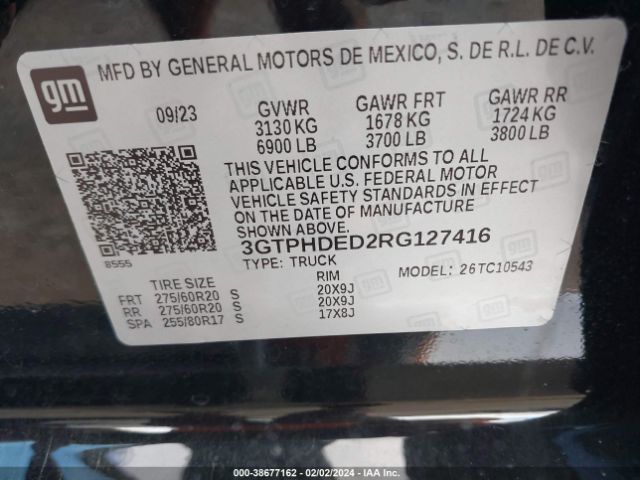 gm
MFD BY GENERAL MOTORS DE MEXICO, S. DE R.L. DE C.V.
09/23 GVWR GAWR FRT GAWR RR
3130 KG 1678 KG 1724 KG
6900 LB 3700 LB 3800 LB
THIS VEHICLE CONFORMS TO ALL
APPLICABLE U.S. FEDERAL MOTOR
VEHICLE SAFETY STANDARDS IN EFFECT
ON THE DATE OF MANUFACTURE
SHOWN ABOVE.
3GTPHDED2RG127416
8555
TYPE: TRUCK MODEL: 26TC10543
TIRE SIZE RIM
FRT 275/60R20 S 20X9J
RR 275/60R20 S 20X9J
SPA 255/80R17 S 17X8J
000-38677162 - 02/02/2024 - IAA Inc.